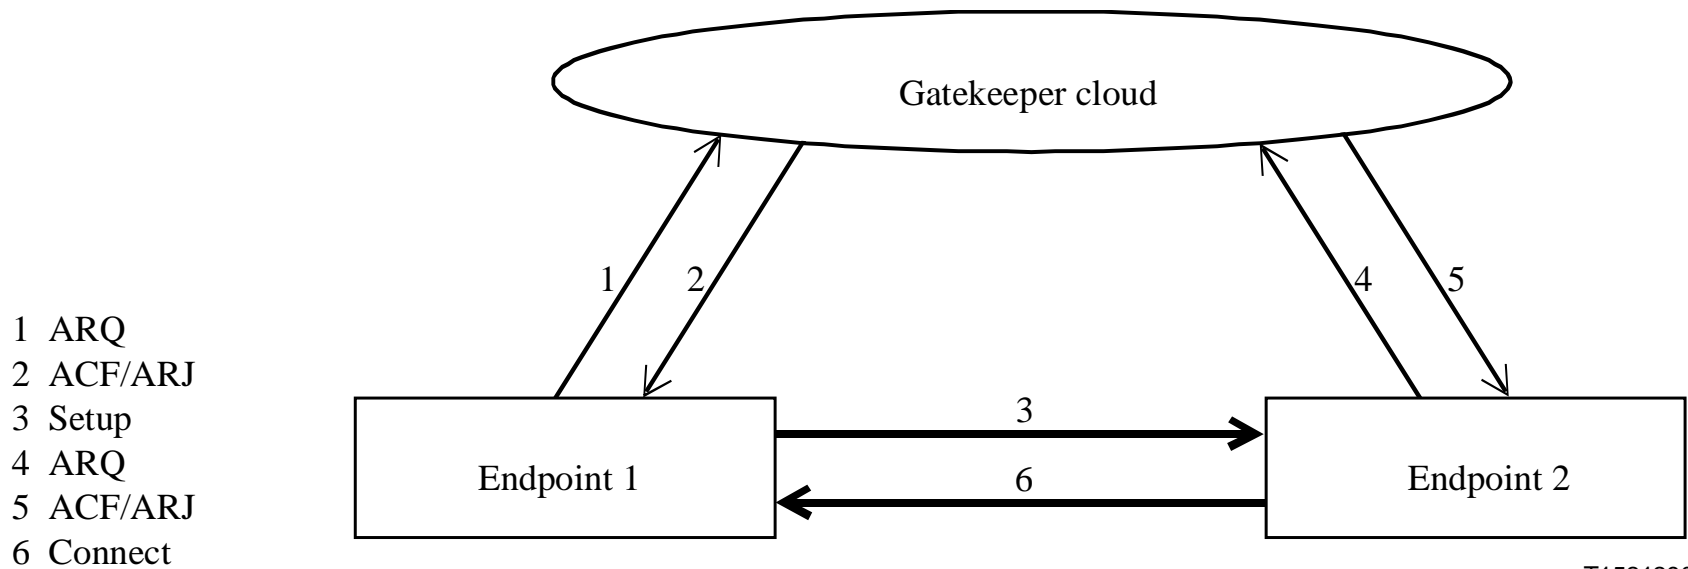 Gatekeeper cloud
1 2 4 5
1 ARQ
2 ACF/ARJ
3 Setup
4 ARQ
5 ACF/ARJ
6 Connect
3
Endpoint 1
6
Endpoint 2